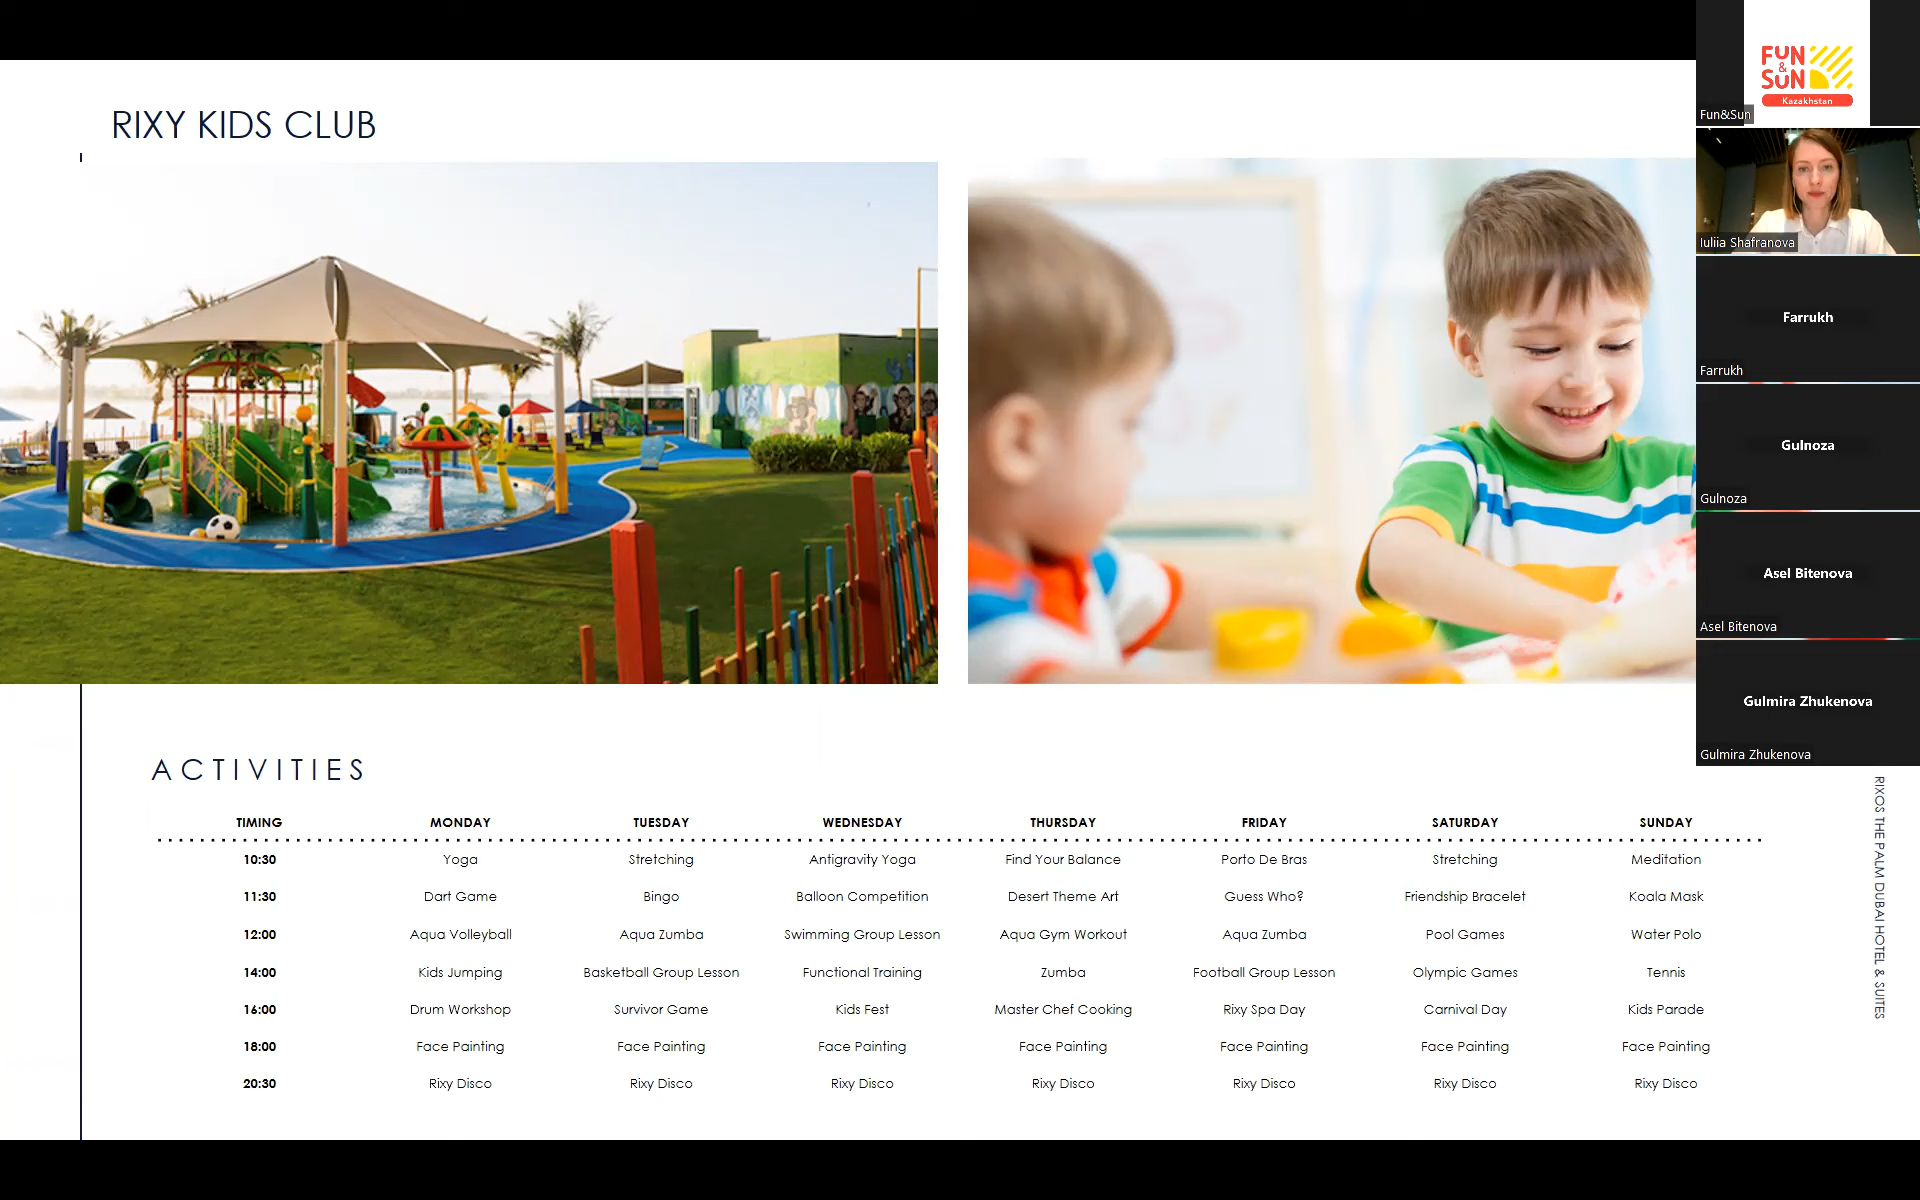 RIXY KIDS CLUB
FUN
&
SUN
Kazakhstan
Fun&Sun
Iuliia Shafranova
Farrukh
Farrukh
Gulnoza
Gulnoza
Asel Bitenova
Asel Bitenova
Gulmira Zhukenova
Gulmira Zhukenova
ACTIVITIES
TIMING MONDAY TUESDAY WEDNESDAY THURSDAY FRIDAY SATURDAY SUNDAY
10:30 Yoga Stretching Antigravity Yoga Find Your Balance Porto De Bras Stretching Meditation
11:30 Dart Game Bingo Balloon Competition Desert Theme Art Guess Who? Friendship Bracelet Koala Mask
12:00 Aqua Volleyball Aqua Zumba Swimming Group Lesson Aqua Gym Workout Aqua Zumba Pool Games Water Polo
14:00 Kids Jumping Basketball Group Lesson Functional Training Zumba Football Group Lesson Olympic Games Tennis
16:00 Drum Workshop Survivor Game Kids Fest Master Chef Cooking Rixy Spa Day Carnival Day Kids Parade
18:00 Face Painting Face Painting Face Painting Face Painting Face Painting Face Painting Face Painting
20:30 Rixy Disco Rixy Disco Rixy Disco Rixy Disco Rixy Disco Rixy Disco Rixy Disco
RIXOS THE PALM DUBAI HOTEL & SUITES